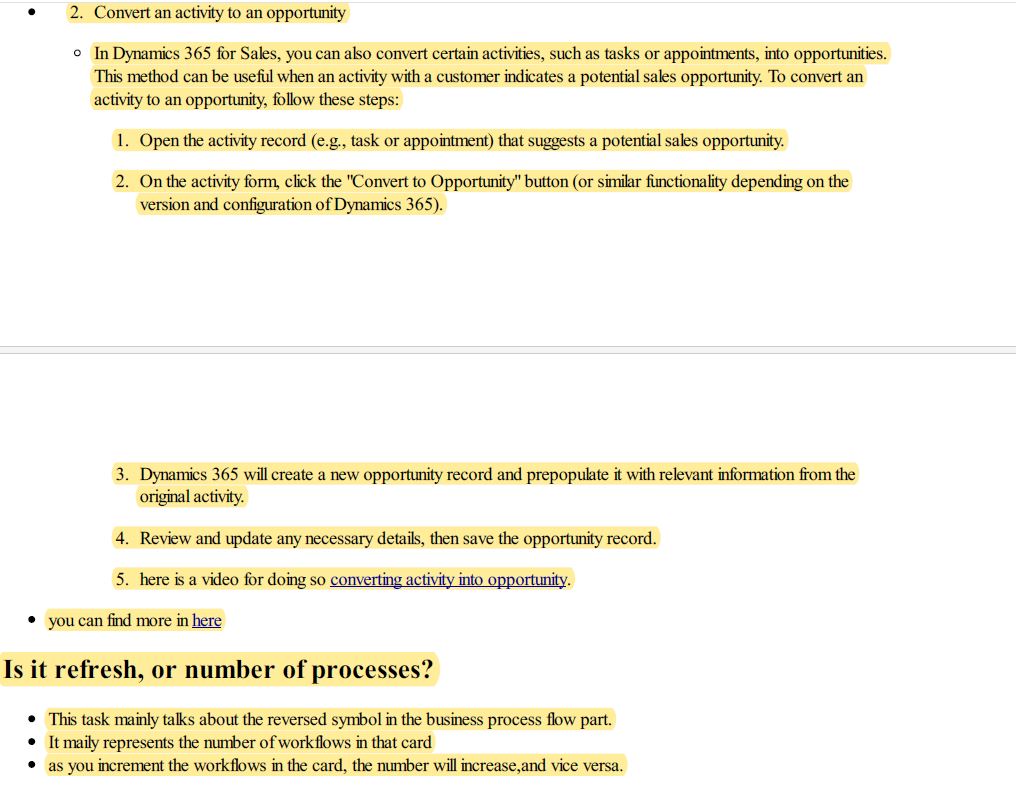 2. Convert an activity to an opportunity
In Dynamics 365 for Sales, you can also convert certain activities, such as tasks or appointments, into opportunities.
This method can be useful when an activity with a customer indicates a potential sales opportunity. To convert an
activity to an opportunity, follow these steps:
1. Open the activity record (e.g., task or appointment) that suggests a potential sales opportunity.
2. On the activity form, click the "Convert to Opportunity" button (or similar functionality depending on the
version and configuration of Dynamics 365).
3. Dynamics 365 will create a new opportunity record and prepopulate it with relevant information from the
original activity.
4. Review and update any necessary details, then save the opportunity record.
5. here is a video for doing so converting activity into opportunity.
you can find more in here
Is it refresh, or number of processes?
This task mainly talks about the reversed symbol in the business process flow part.
It maily represents the number of workflows in that card
as you increment the workflows in the card, the number will increase,and vice versa.